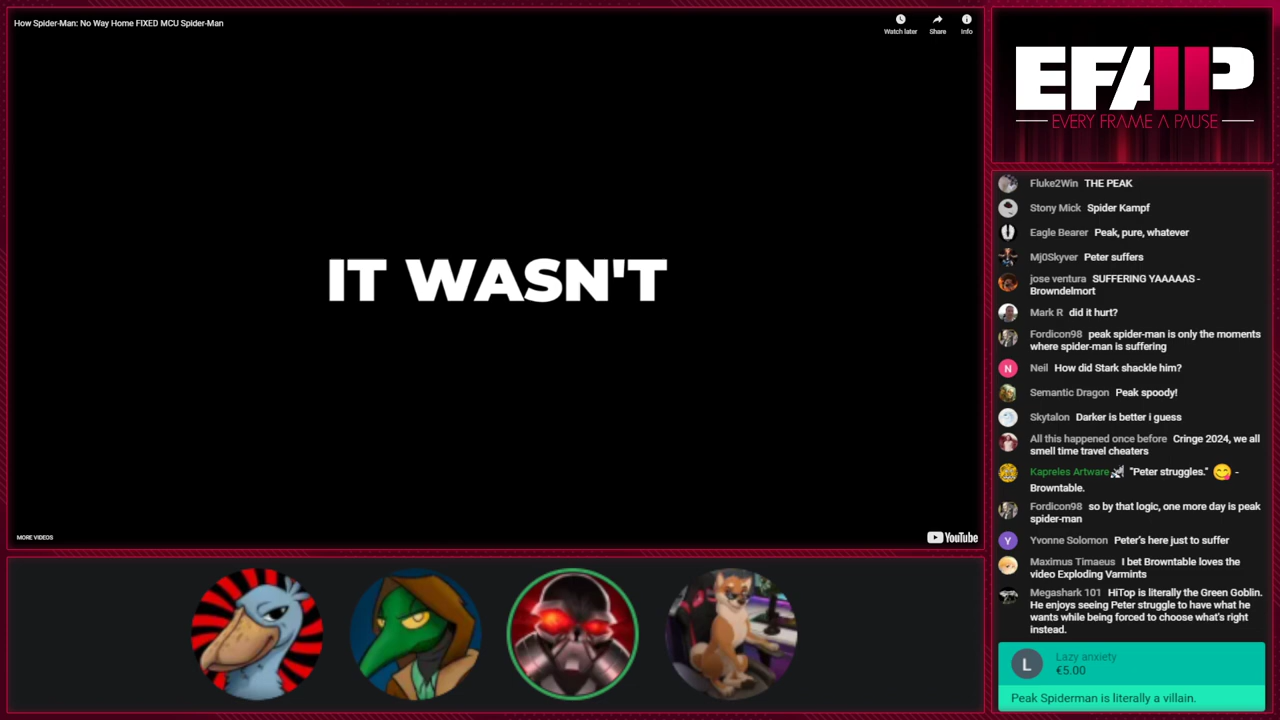 How Spider-Man: No Way Home FIXED MCU Spider-Man
Watch later
Share
Info
IT WASN'T
MORE VIDEOS
YouTube
EFAP
EVERY FRAME A PAUSE
Fluke2Win THE PEAK
Stony Mick Spider Kampf
Eagle Bearer Peak, pure, whatever
Mj0Skyver Peter suffers
jose ventura SUFFERING YAAAAAS -
Browndelmort
Mark R did it hurt?
Fordicon98 peak spider-man is only the moments
where spider-man is suffering
N
Neil How did Stark shackle him?
Semantic Dragon Peak spoody!
Skytalon Darker is better i guess
All this happened once before Cringe 2024, we all
smell time travel cheaters
Kapreles Artware "Peter struggles." 😋 -
Browntable.
Fordicon98 so by that logic, one more day is peak
spider-man
Y
Yvonne Solomon Peter's here just to suffer
Maximus Timaeus I bet Browntable loves the
video Exploding Varmints
Megashark 101 HiTop is literally the Green Goblin.
He enjoys seeing Peter struggle to have what he
wants while being forced to choose what's right
instead.
L
Lazy anxiety
€5.00
Peak Spiderman is literally a villain.